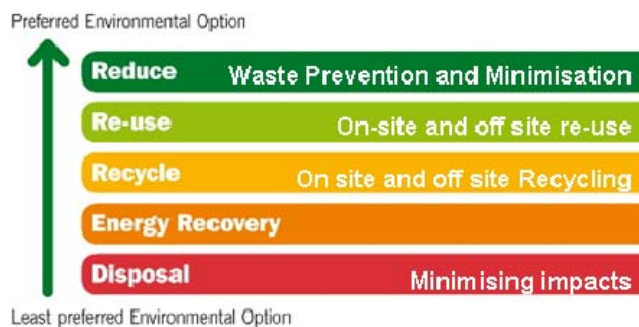 Preferred Environmental Option
Reduce Waste Prevention and Minimisation
Re-use On-site and off site re-use
Recycle On site and off site Recycling
Energy Recovery
Disposal Minimising impacts
Least preferred Environmental Option